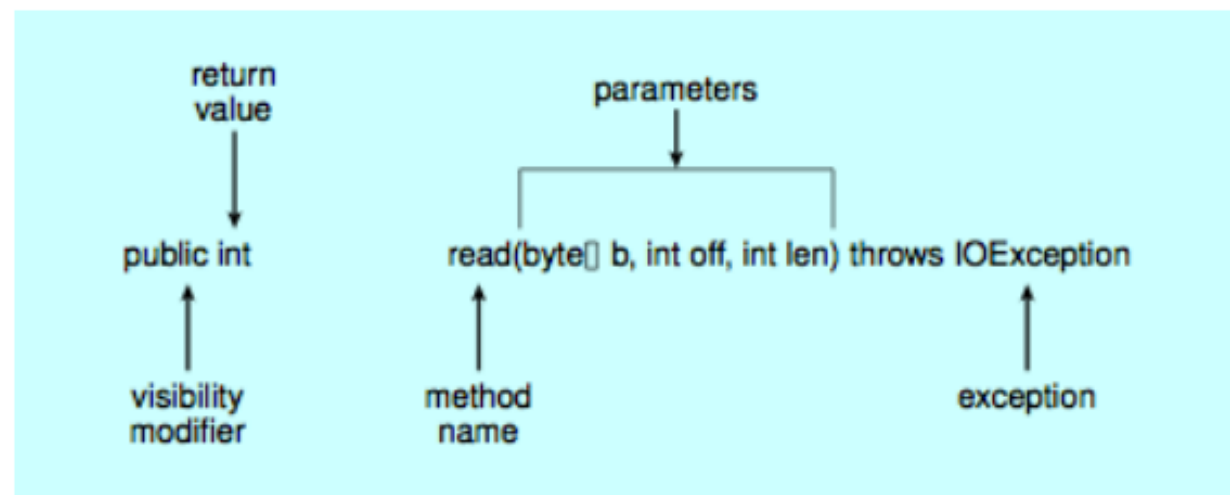 return
value
parameters
public int
read(byte[] b, int off, int len) throws IOException
visibility
modifier
method
name
exception